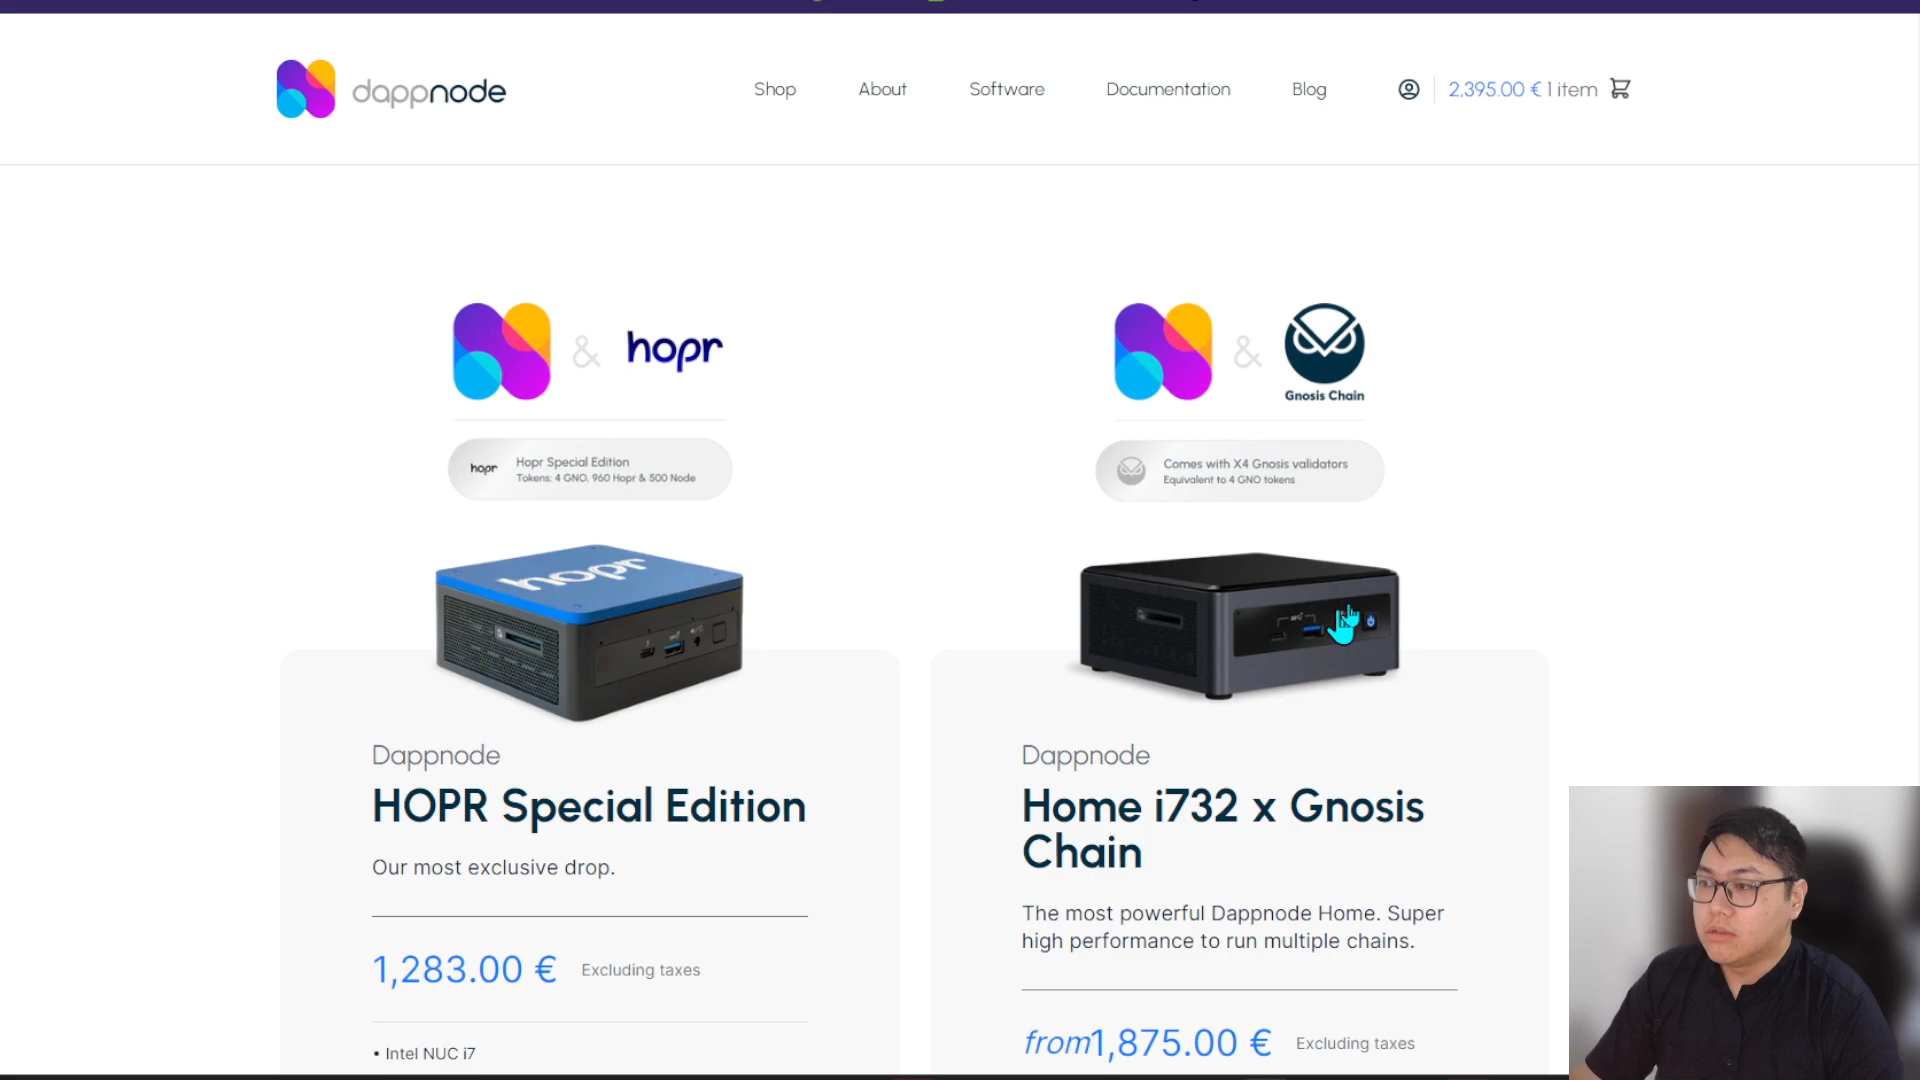 dappnode
Shop
About
Software
Documentation
Blog
2,395.00 € 1 item
& hopr
& Gnosis Chain
hopr
Hopr Special Edition
Tokens: 4 GNO, 960 Hopr & 500 Node
Comes with X4 Gnosis validators
Equivalent to 4 GNO tokens
hopr
Dappnode
HOPR Special Edition
Our most exclusive drop.
1,283.00 € Excluding taxes
• Intel NUC i7
Dappnode
Home i732 x Gnosis
Chain
The most powerful Dappnode Home. Super
high performance to run multiple chains.
from1,875.00 € Excluding taxes